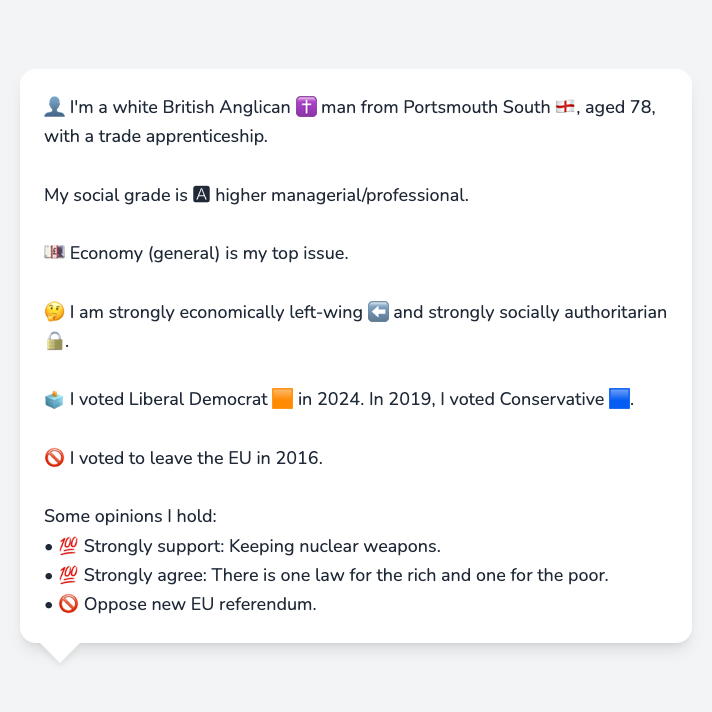 👤 I'm a white British Anglican ✝️ man from Portsmouth South 🏴󠁧󠁢󠁥󠁮󠁧󠁿, aged 78,
with a trade apprenticeship.
My social grade is 🅰 higher managerial/professional.
💷 Economy (general) is my top issue.
🤔 I am strongly economically left-wing ⬅️ and strongly socially authoritarian
🔒.
🗳️ I voted Liberal Democrat 🟧 in 2024. In 2019, I voted Conservative 🟦.
🚫 I voted to leave the EU in 2016.
Some opinions I hold:
• 💯 Strongly support: Keeping nuclear weapons.
• 💯 Strongly agree: There is one law for the rich and one for the poor.
• 🚫 Oppose new EU referendum.